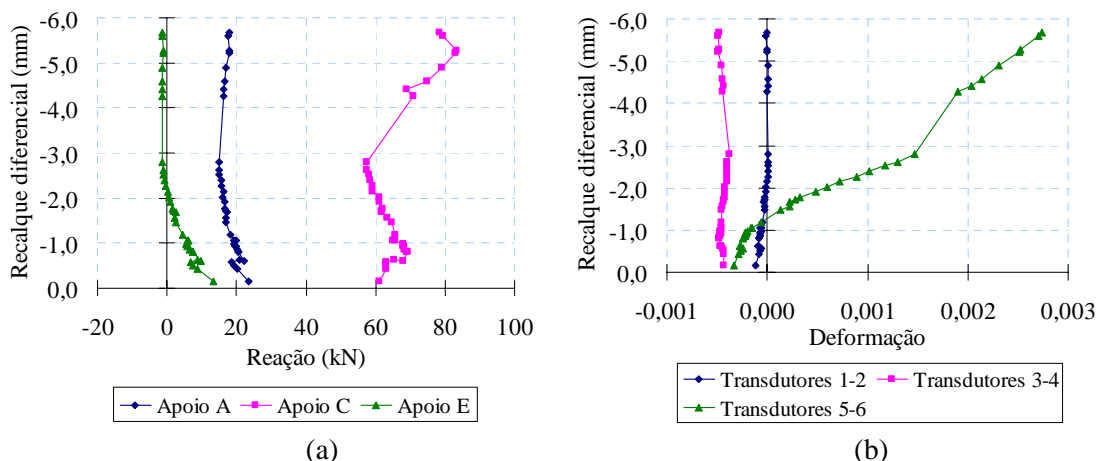 Recalque diferencial (mm)
-6,0
-5,0
-4,0
-3,0
-2,0
-1,0
0,0
-20 0 20 40 60 80 100
Reação (kN)
Apoio A Apoio C Apoio E
(a)
Recalque diferencial (mm)
-6,0
-5,0
-4,0
-3,0
-2,0
-1,0
0,0
-0,001 0,000 0,001 0,002 0,003
Deformação
Transdutores 1-2 Transdutores 3-4
Transdutores 5-6
(b)